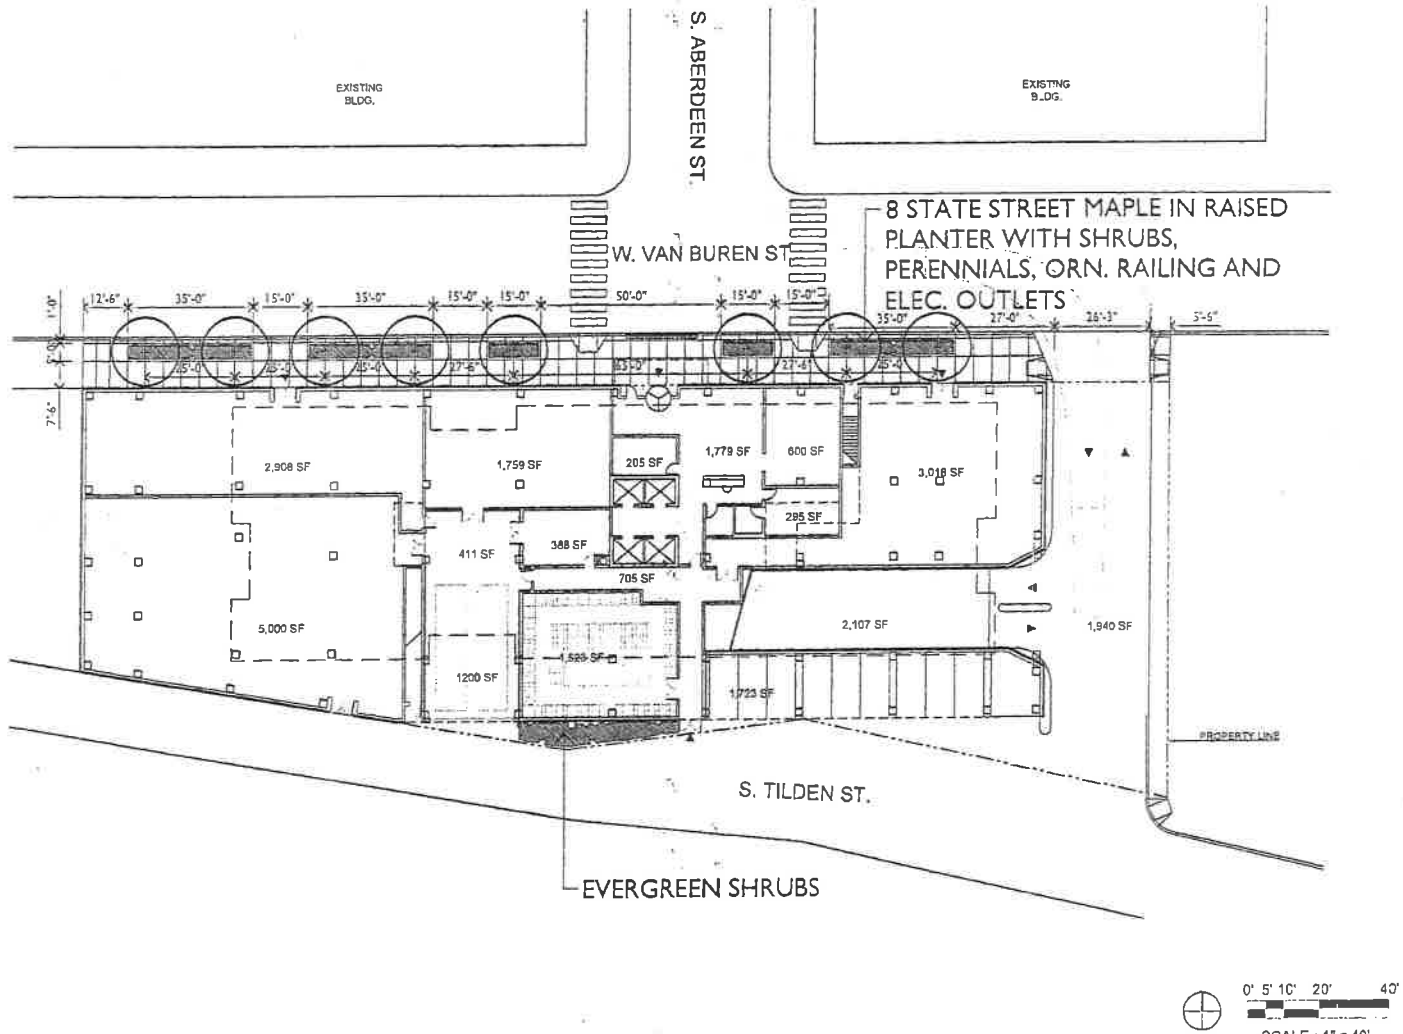 S. ABERDEEN ST.
EXISTING
BLDG.
EXISTING
BLDG.
8 STATE STREET MAPLE IN RAISED
PLANTER WITH SHRUBS,
PERENNIALS, ORN. RAILING AND
ELEC. OUTLETS
W. VAN BUREN ST
12'-6" 35'-0" 15'-0" 35'-0" 15'-0" 15'-0" 50'-0" 15'-0" 15'-0" 35'-0" 27'-0" 26'-3" 5'-6"
1'-0"
7'-6"
25'-0" 25'-0" 25'-0" 27'-6" 63'-0" 27'-6" 25'-0"
2,908 SF
1,759 SF
205 SF
1,779 SF
600 SF
3,018 SF
295 SF
411 SF
388 SF
705 SF
5,000 SF
2,107 SF
1,940 SF
1,523 SF
1200 SF
1,723 SF
PROPERTY LINE
S. TILDEN ST.
EVERGREEN SHRUBS
0' 5' 10' 20' 40'